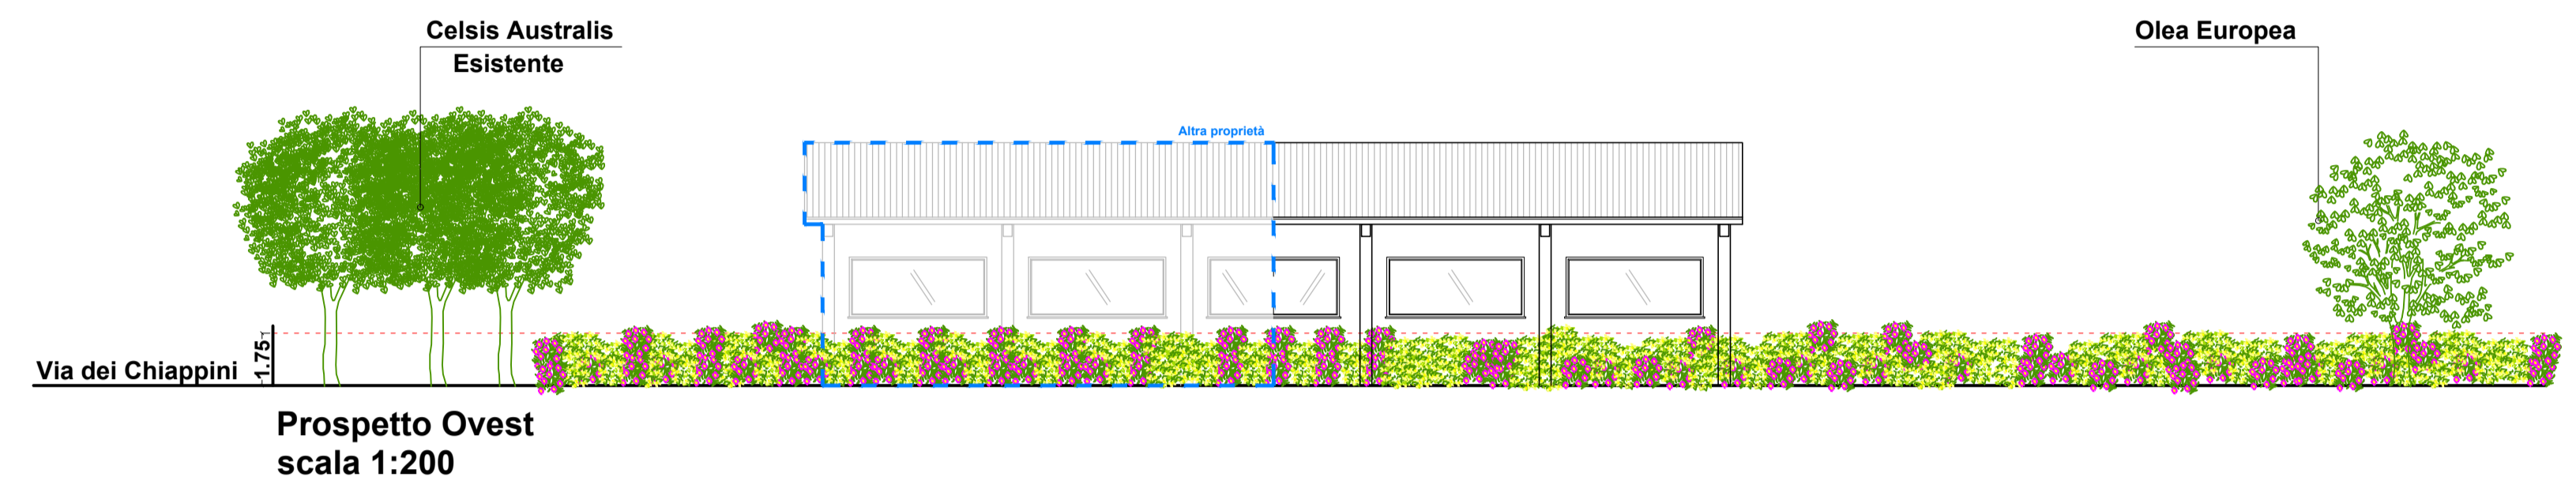 Celsis Australis
Esistente
Olea Europea
Altra proprietà
1.75
Via dei Chiappini
Prospetto Ovest
scala 1:200